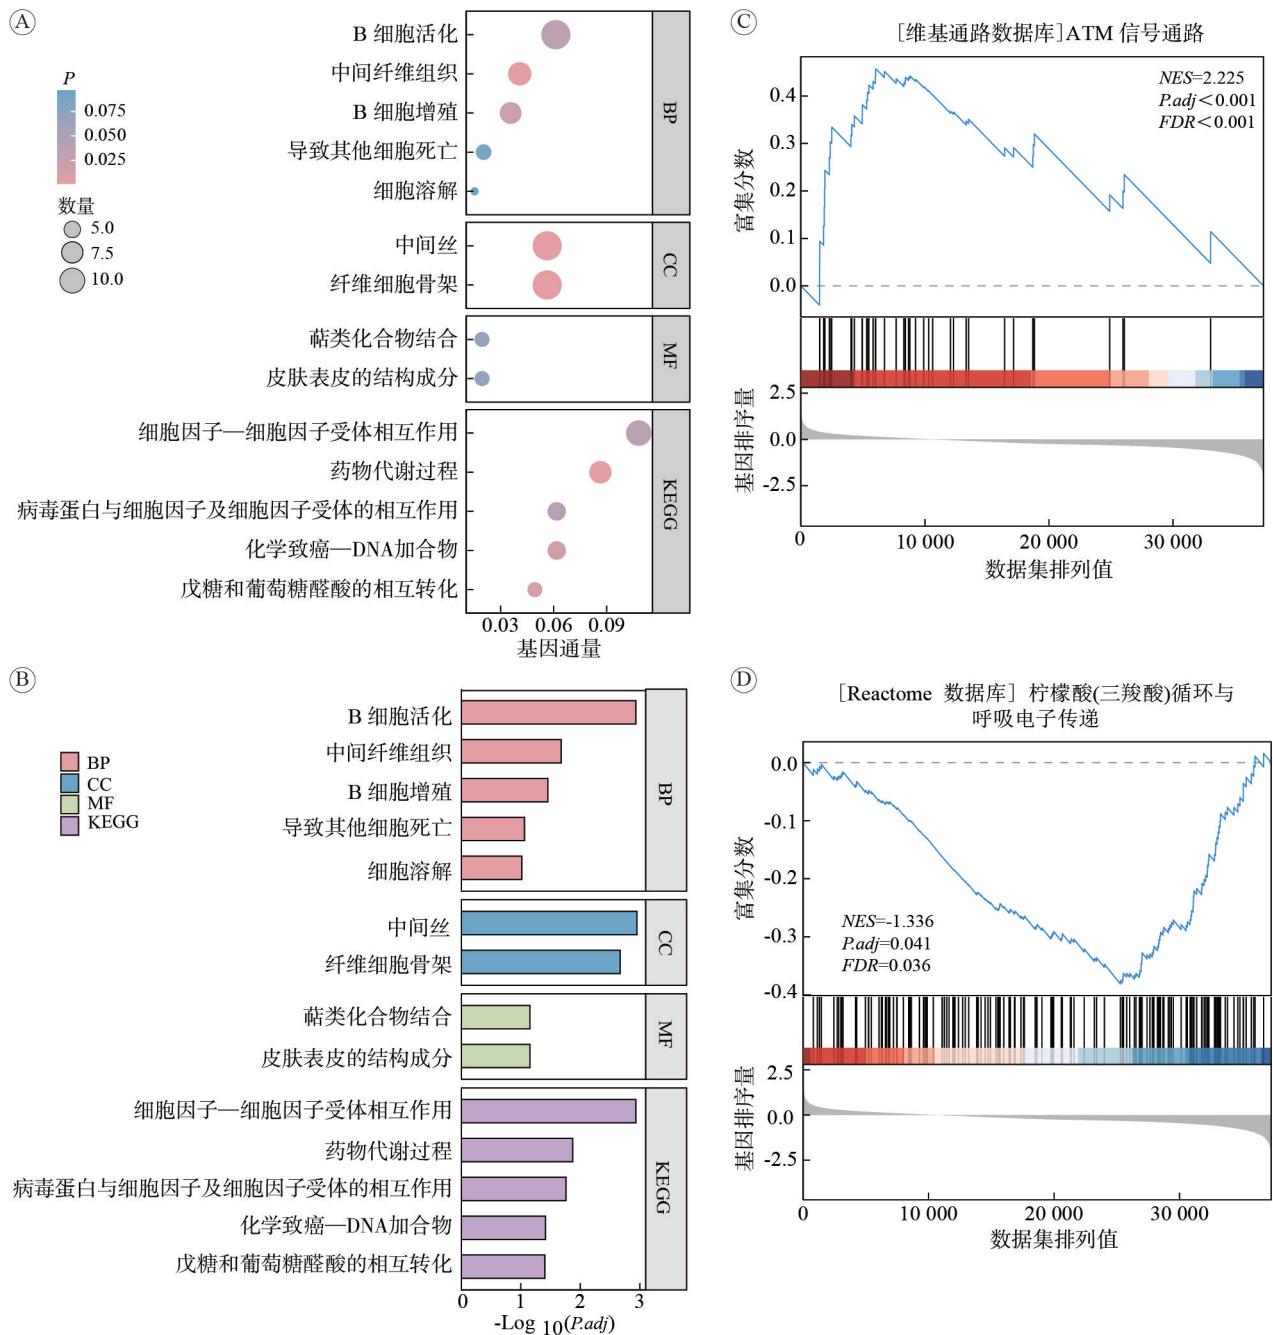 A
P
0.075
0.050
0.025
数量
5.0
7.5
10.0
B 细胞活化
中间纤维组织
B 细胞增殖
导致其他细胞死亡
细胞溶解
BP
中间丝
纤维细胞骨架
CC
萜类化合物结合
皮肤表皮的结构成分
MF
细胞因子—细胞因子受体相互作用
药物代谢过程
病毒蛋白与细胞因子及细胞因子受体的相互作用
化学致癌—DNA加合物
戊糖和葡萄糖醛酸的相互转化
KEGG
0.03 0.06 0.09
基因通量
B
BP
CC
MF
KEGG
B 细胞活化
中间纤维组织
B 细胞增殖
导致其他细胞死亡
细胞溶解
BP
中间丝
纤维细胞骨架
CC
萜类化合物结合
皮肤表皮的结构成分
MF
细胞因子—细胞因子受体相互作用
药物代谢过程
病毒蛋白与细胞因子及细胞因子受体的相互作用
化学致癌—DNA加合物
戊糖和葡萄糖醛酸的相互转化
KEGG
0 1 2 3
-Log 10(P.adj)
C
[维基通路数据库]ATM 信号通路
NES=2.225
P.adj＜0.001
FDR＜0.001
富集分数
0.4
0.3
0.2
0.1
0.0
基因排序量
2.5
0.0
-2.5
0 10 000 20 000 30 000
数据集排列值
D
[Reactome 数据库] 柠檬酸(三羧酸)循环与
呼吸电子传递
富集分数
0.0
-0.1
-0.2
-0.3
-0.4
NES=-1.336
P.adj=0.041
FDR=0.036
基因排序量
2.5
0.0
-2.5
0 10 000 20 000 30 000
数据集排列值